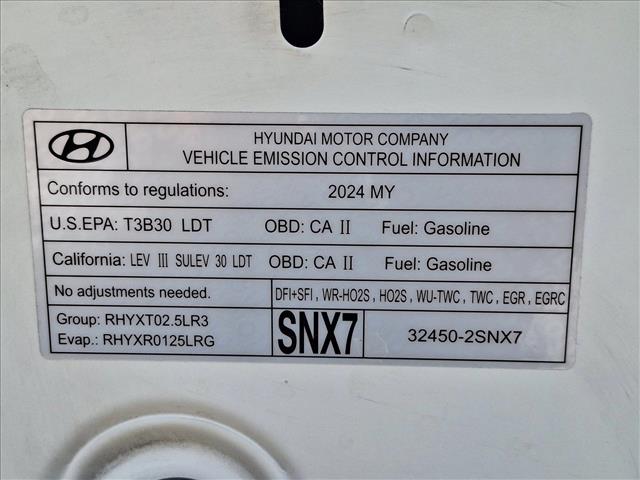 HYUNDAI MOTOR COMPANY
VEHICLE EMISSION CONTROL INFORMATION
Conforms to regulations: 2024 MY
U.S.EPA: T3B30 LDT OBD: CA II Fuel: Gasoline
California: LEV III SULEV 30 LDT OBD: CA II Fuel: Gasoline
No adjustments needed. DFI+SFI , WR-HO2S , HO2S , WU-TWC , TWC , EGR , EGRC
Group: RHYXT02.5LR3
Evap.: RHYXR0125LRG
SNX7
32450-2SNX7